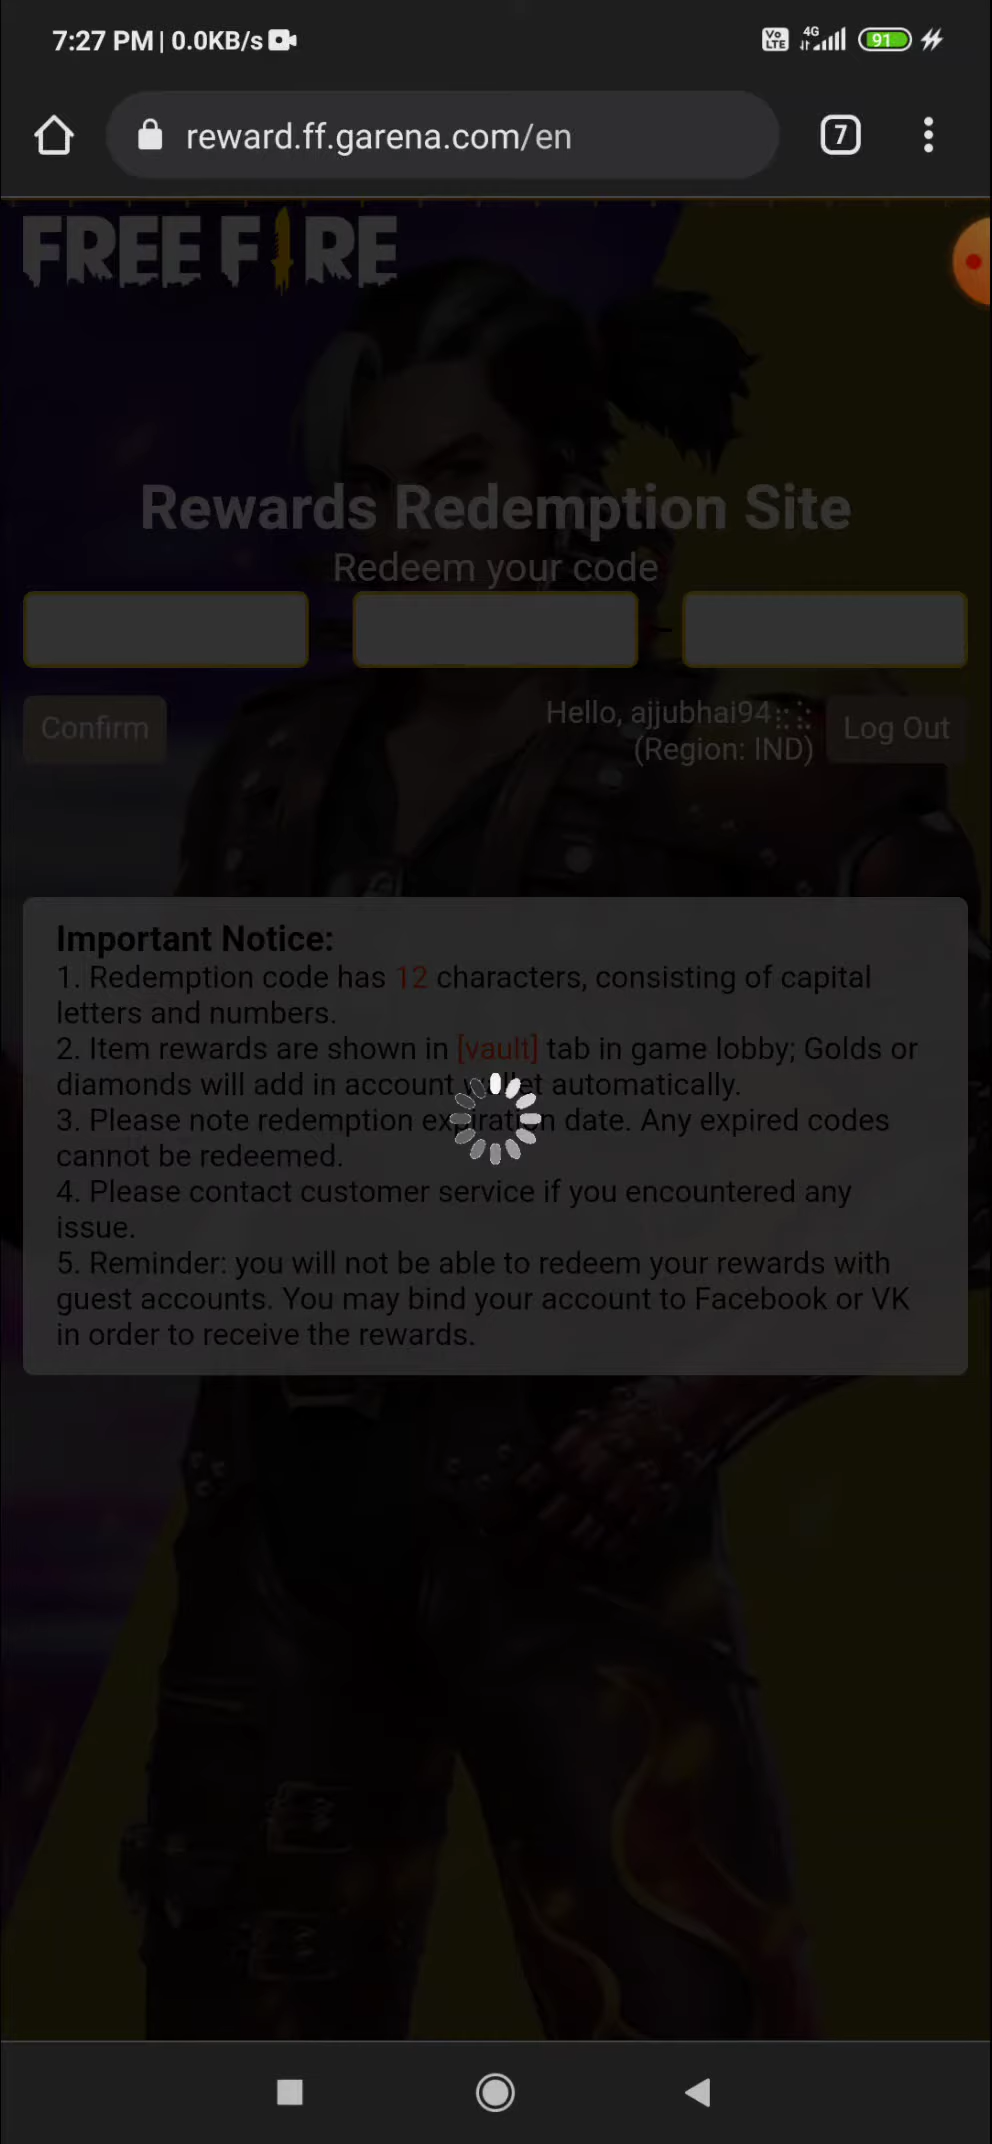 7:27 PM | 0.0KB/s
Vo LTE 4G 91
reward.ff.garena.com/en
7
FREE FIRE
Rewards Redemption Site
Redeem your code
Confirm
Hello, ajjubhai94
(Region: IND)
Log Out
Important Notice:
1. Redemption code has 12 characters, consisting of capital
letters and numbers.
2. Item rewards are shown in [vault] tab in game lobby; Golds or
diamonds will add in account wallet automatically.
3. Please note redemption expiration date. Any expired codes
cannot be redeemed.
4. Please contact customer service if you encountered any
issue.
5. Reminder: you will not be able to redeem your rewards with
guest accounts. You may bind your account to Facebook or VK
in order to receive the rewards.